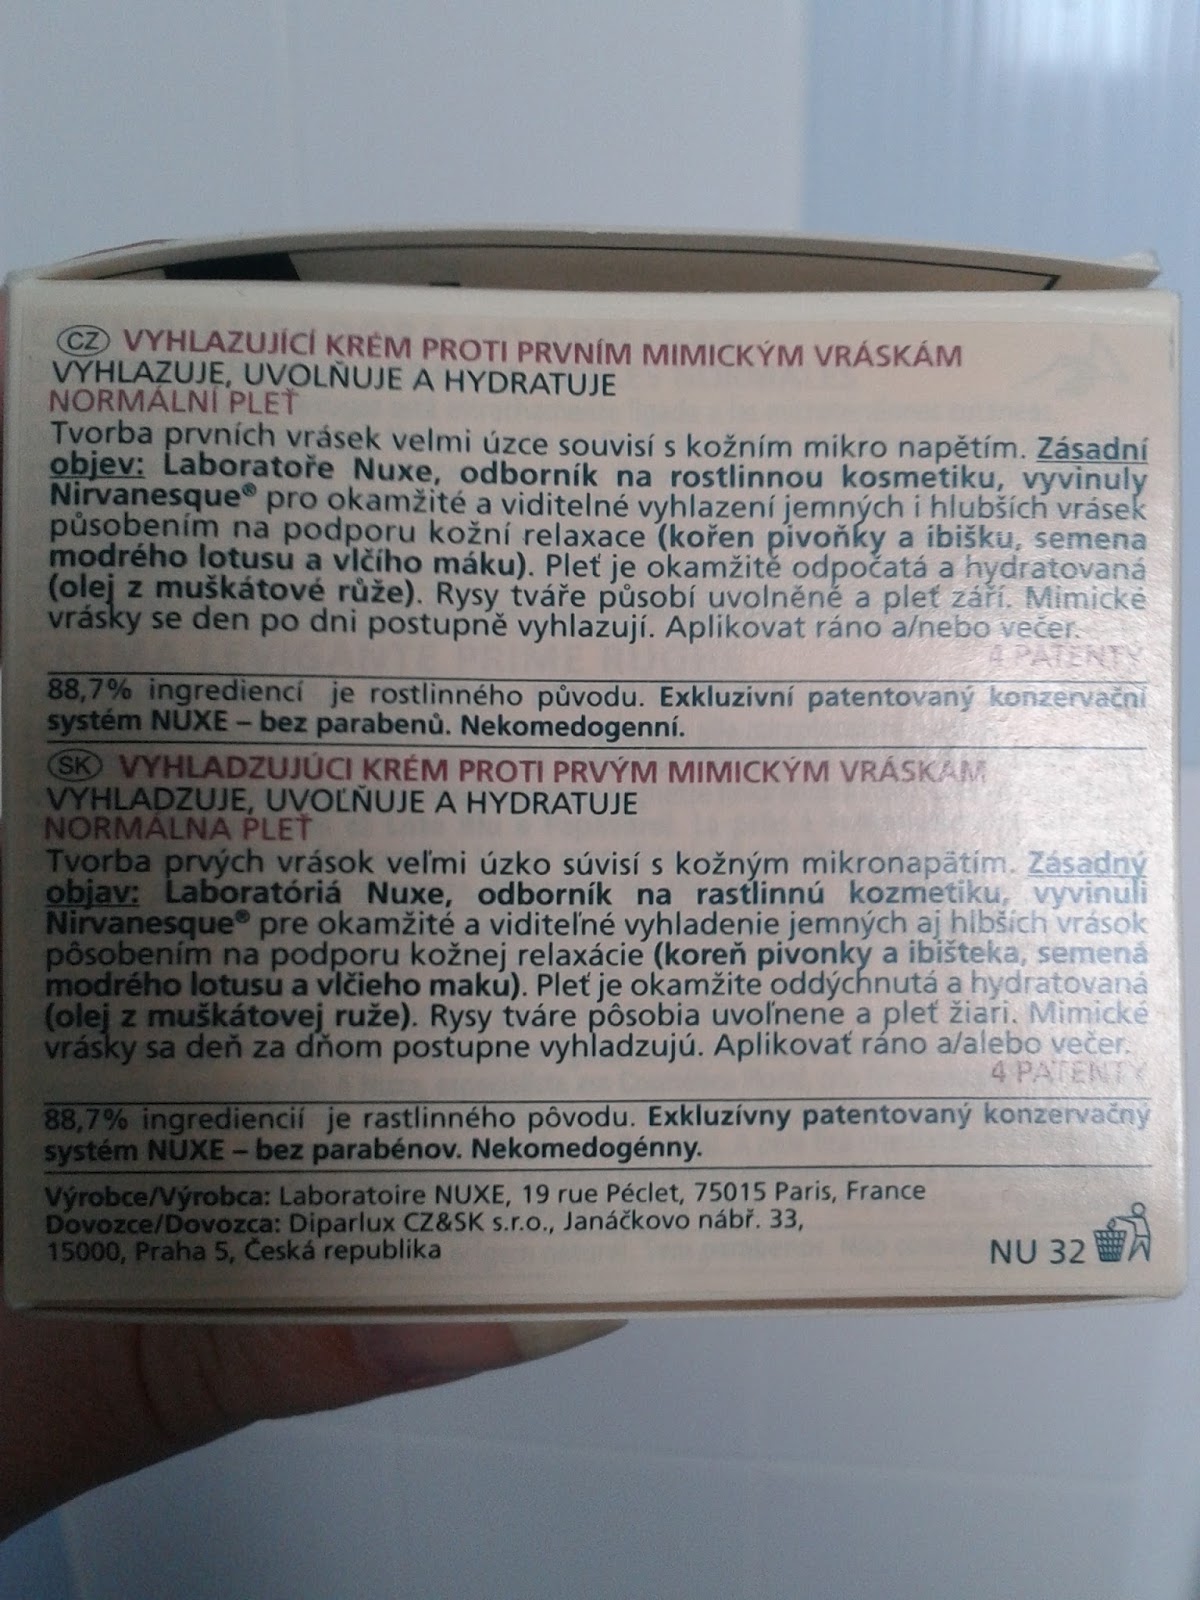 CZ VYHLAZUJÍCÍ KRÉM PROTI PRVNÍM MIMICKÝM VRÁSKÁM
VYHLAZUJE, UVOLŇUJE A HYDRATUJE
NORMÁLNÍ PLEŤ
Tvorba prvních vrásek velmi úzce souvisí s kožním mikro napětím. Zásadní
objev: Laboratoře Nuxe, odborník na rostlinnou kosmetiku, vyvinuly
Nirvanesque® pro okamžité a viditelné vyhlazení jemných i hlubších vrásek
působením na podporu kožní relaxace (kořen pivoňky a ibišku, semena
modrého lotusu a vlčího máku). Pleť je okamžitě odpočatá a hydratovaná
(olej z muškátové růže). Rysy tváře působí uvolněně a pleť září. Mimické
vrásky se den po dni postupně vyhlazují. Aplikovat ráno a/nebo večer.
4 PATENTY
88,7% ingrediencí je rostlinného původu. Exkluzivní patentovaný konzervační
systém NUXE – bez parabenů. Nekomedogenní.
SK VYHLADZUJÚCI KRÉM PROTI PRVÝM MIMICKÝM VRÁSKAM
VYHLADZUJE, UVOĽŇUJE A HYDRATUJE
NORMÁLNA PLEŤ
Tvorba prvých vrások veľmi úzko súvisí s kožným mikronapätím. Zásadný
objav: Laboratóriá Nuxe, odborník na rastlinnú kozmetiku, vyvinuli
Nirvanesque® pre okamžité a viditeľné vyhladenie jemných aj hlbších vrások
pôsobením na podporu kožnej relaxácie (koreň pivonky a ibišteka, semená
modrého lotusu a vlčieho maku). Pleť je okamžite oddýchnutá a hydratovaná
(olej z muškátovej ruže). Rysy tváre pôsobia uvoľnene a pleť žiari. Mimické
vrásky sa deň za dňom postupne vyhladzujú. Aplikovať ráno a/alebo večer.
4 PATENTY
88,7% ingrediencií je rastlinného pôvodu. Exkluzívny patentovaný konzervačný
systém NUXE – bez parabénov. Nekomedogénny.
Výrobce/Výrobca: Laboratoire NUXE, 19 rue Péclet, 75015 Paris, France
Dovozce/Dovozca: Diparlux CZ&SK s.r.o., Janáčkovo nábř. 33,
15000, Praha 5, Česká republika
NU 32